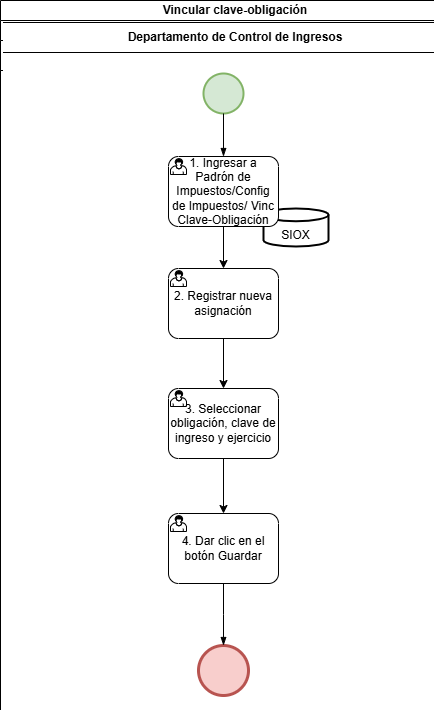 Vincular clave-obligación
Departamento de Control de Ingresos
1. Ingresar a
Padrón de
Impuestos/Config
de Impuestos/ Vinc
Clave-Obligación
SIOX
2. Registrar nueva
asignación
3. Seleccionar
obligación, clave de
ingreso y ejercicio
4. Dar clic en el
botón Guardar